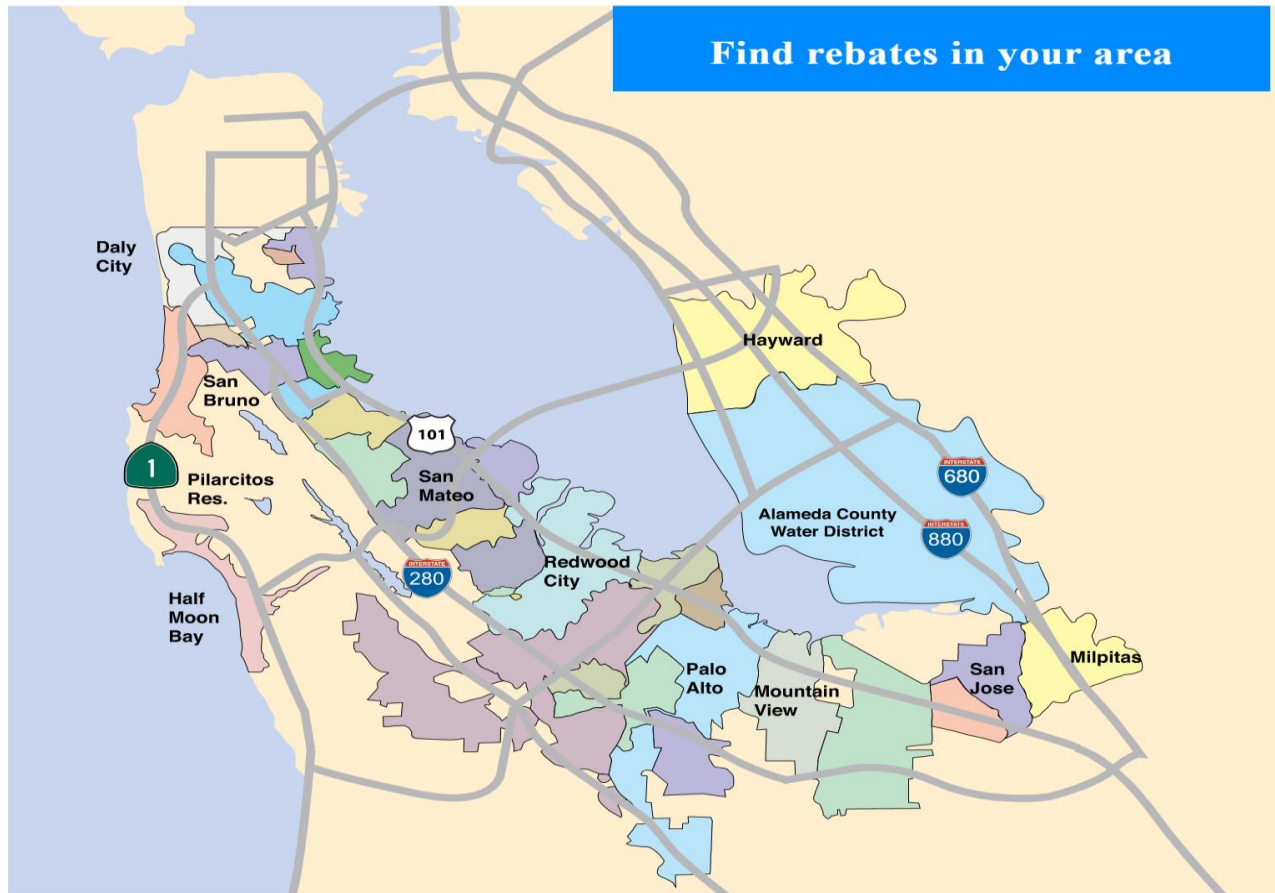 Find rebates in your area
Daly
City
Hayward
San
Bruno
101
1
San
Mateo
INTERSTATE
680
Pilarcitos
Res.
Alameda County
Water District
INTERSTATE
880
Redwood
City
INTERSTATE
280
Half
Moon
Bay
Palo
Alto
Mountain
View
San
Jose
Milpitas